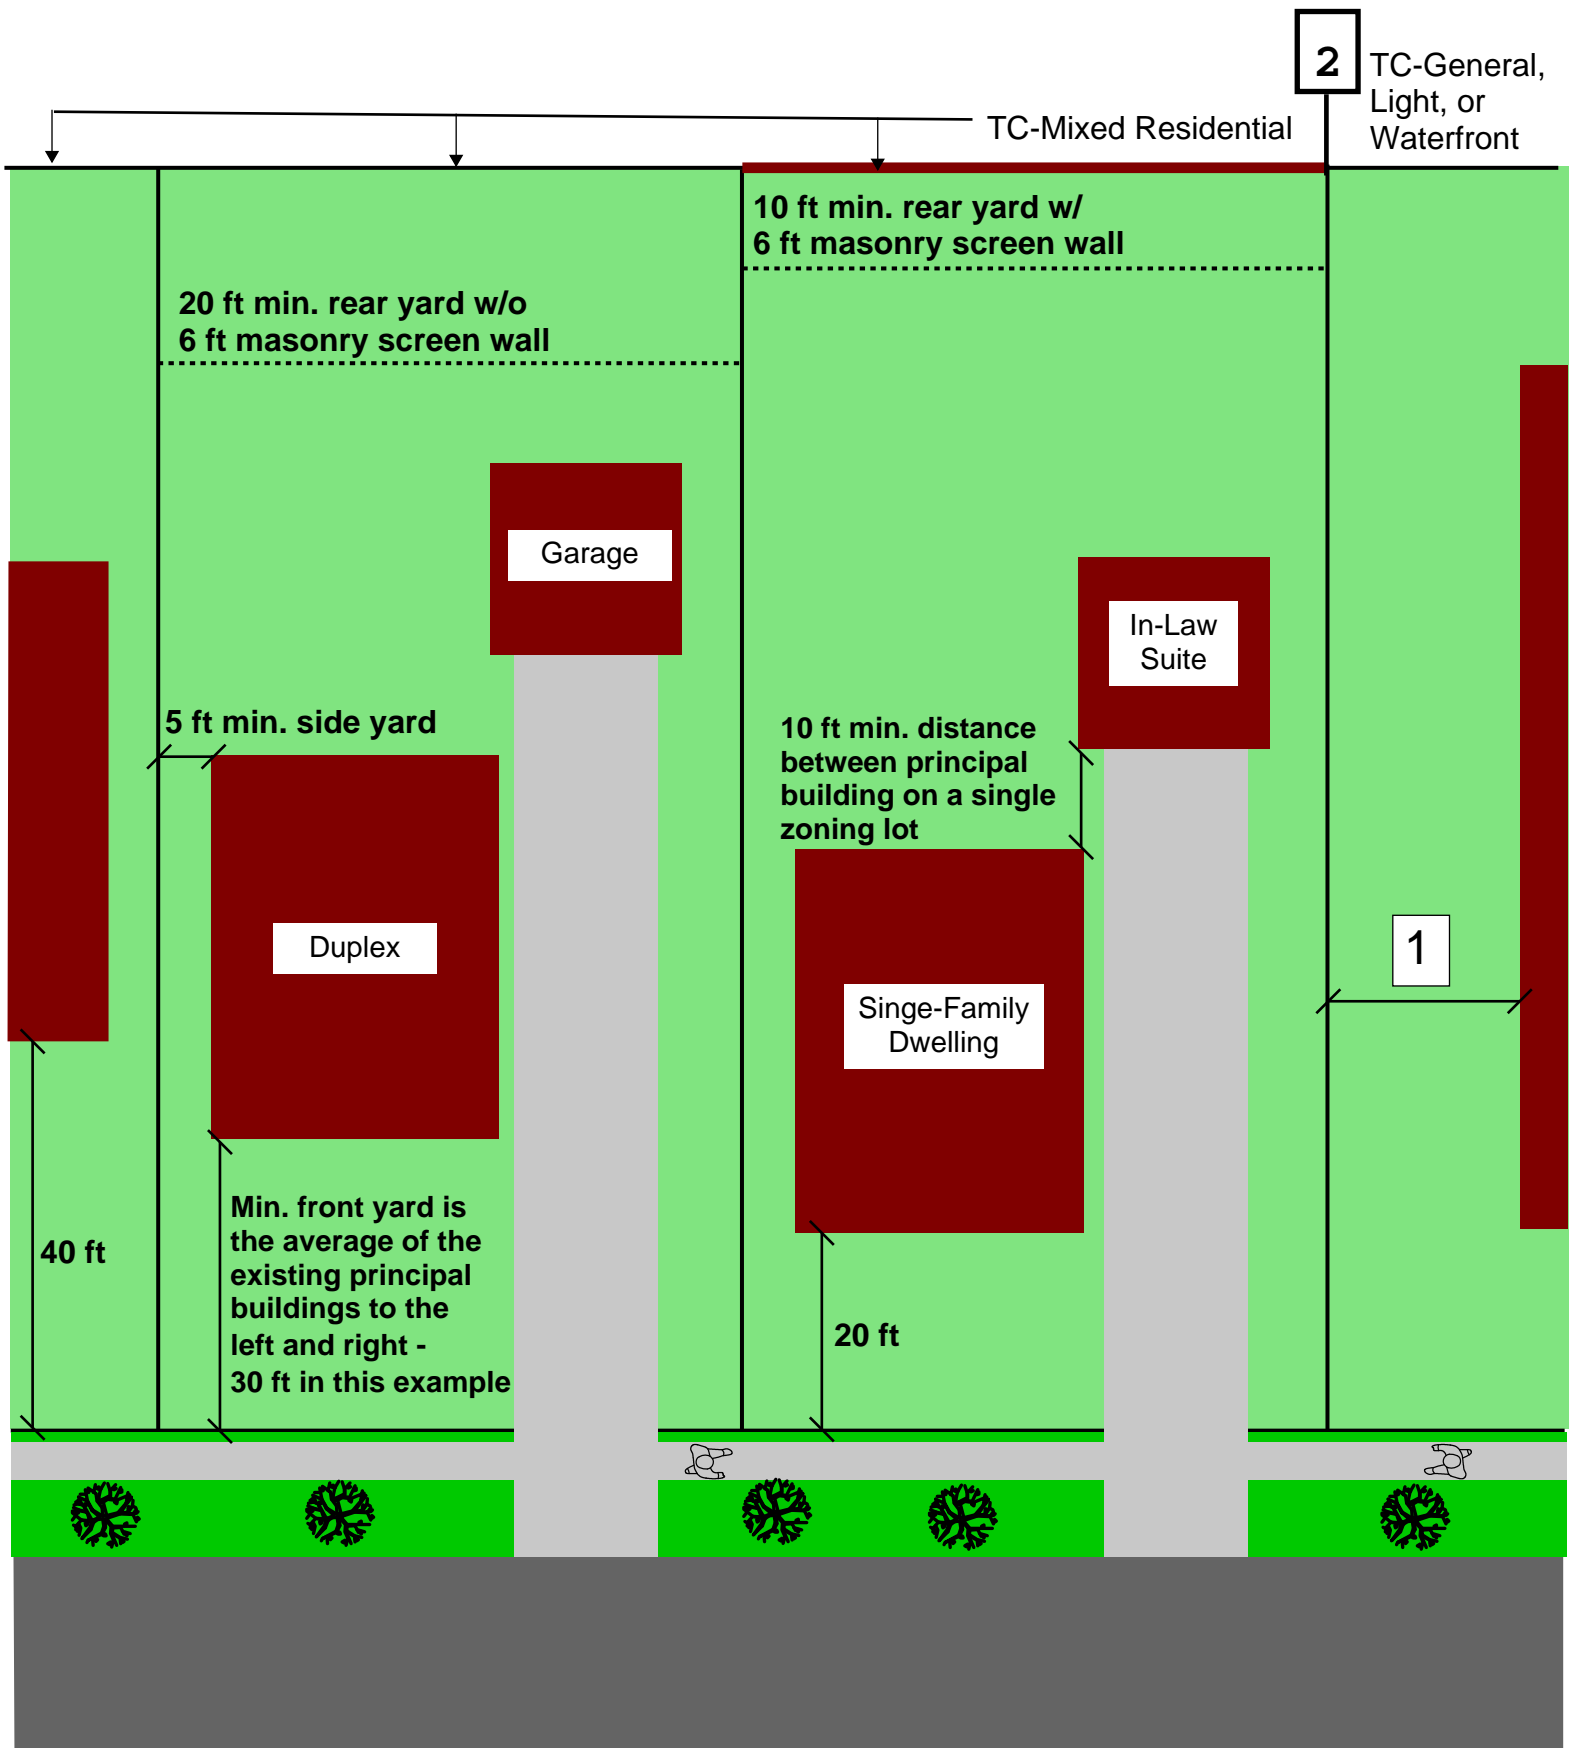 2
TC-General,
Light, or
Waterfront
TC-Mixed Residential
10 ft min. rear yard w/
6 ft masonry screen wall
20 ft min. rear yard w/o
6 ft masonry screen wall
Garage
In-Law
Suite
5 ft min. side yard
10 ft min. distance
between principal
building on a single
zoning lot
Duplex
1
Singe-Family
Dwelling
Min. front yard is
the average of the
existing principal
buildings to the
left and right -
30 ft in this example
40 ft
20 ft